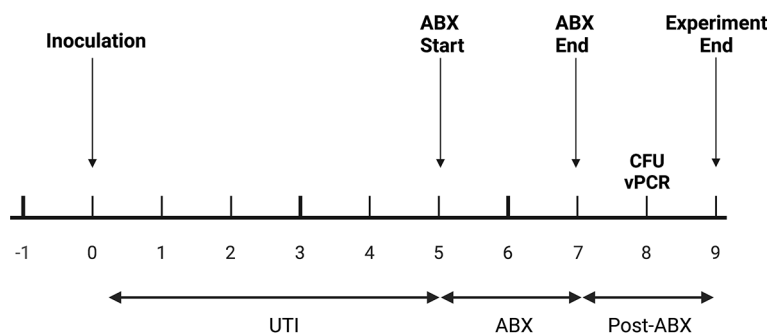 Inoculation
ABX
Start
ABX
End
Experiment
End
CFU
vPCR
-1 0 1 2 3 4 5 6 7 8 9
UTI ABX Post-ABX